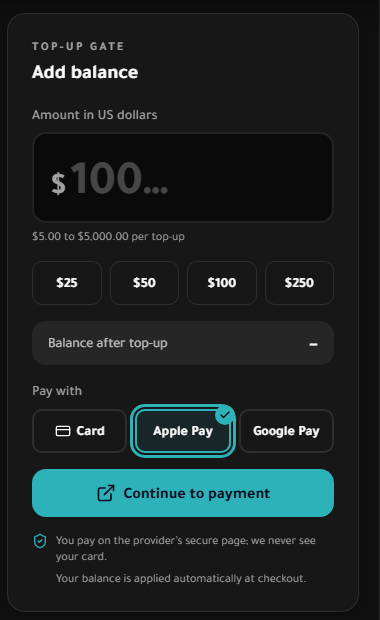 TOP-UP GATE
Add balance
Amount in US dollars
$100...
$5.00 to $5,000.00 per top-up
$25 $50 $100 $250
Balance after top-up –
Pay with
Card Apple Pay Google Pay
Continue to payment
You pay on the provider's secure page; we never see
your card.
Your balance is applied automatically at checkout.